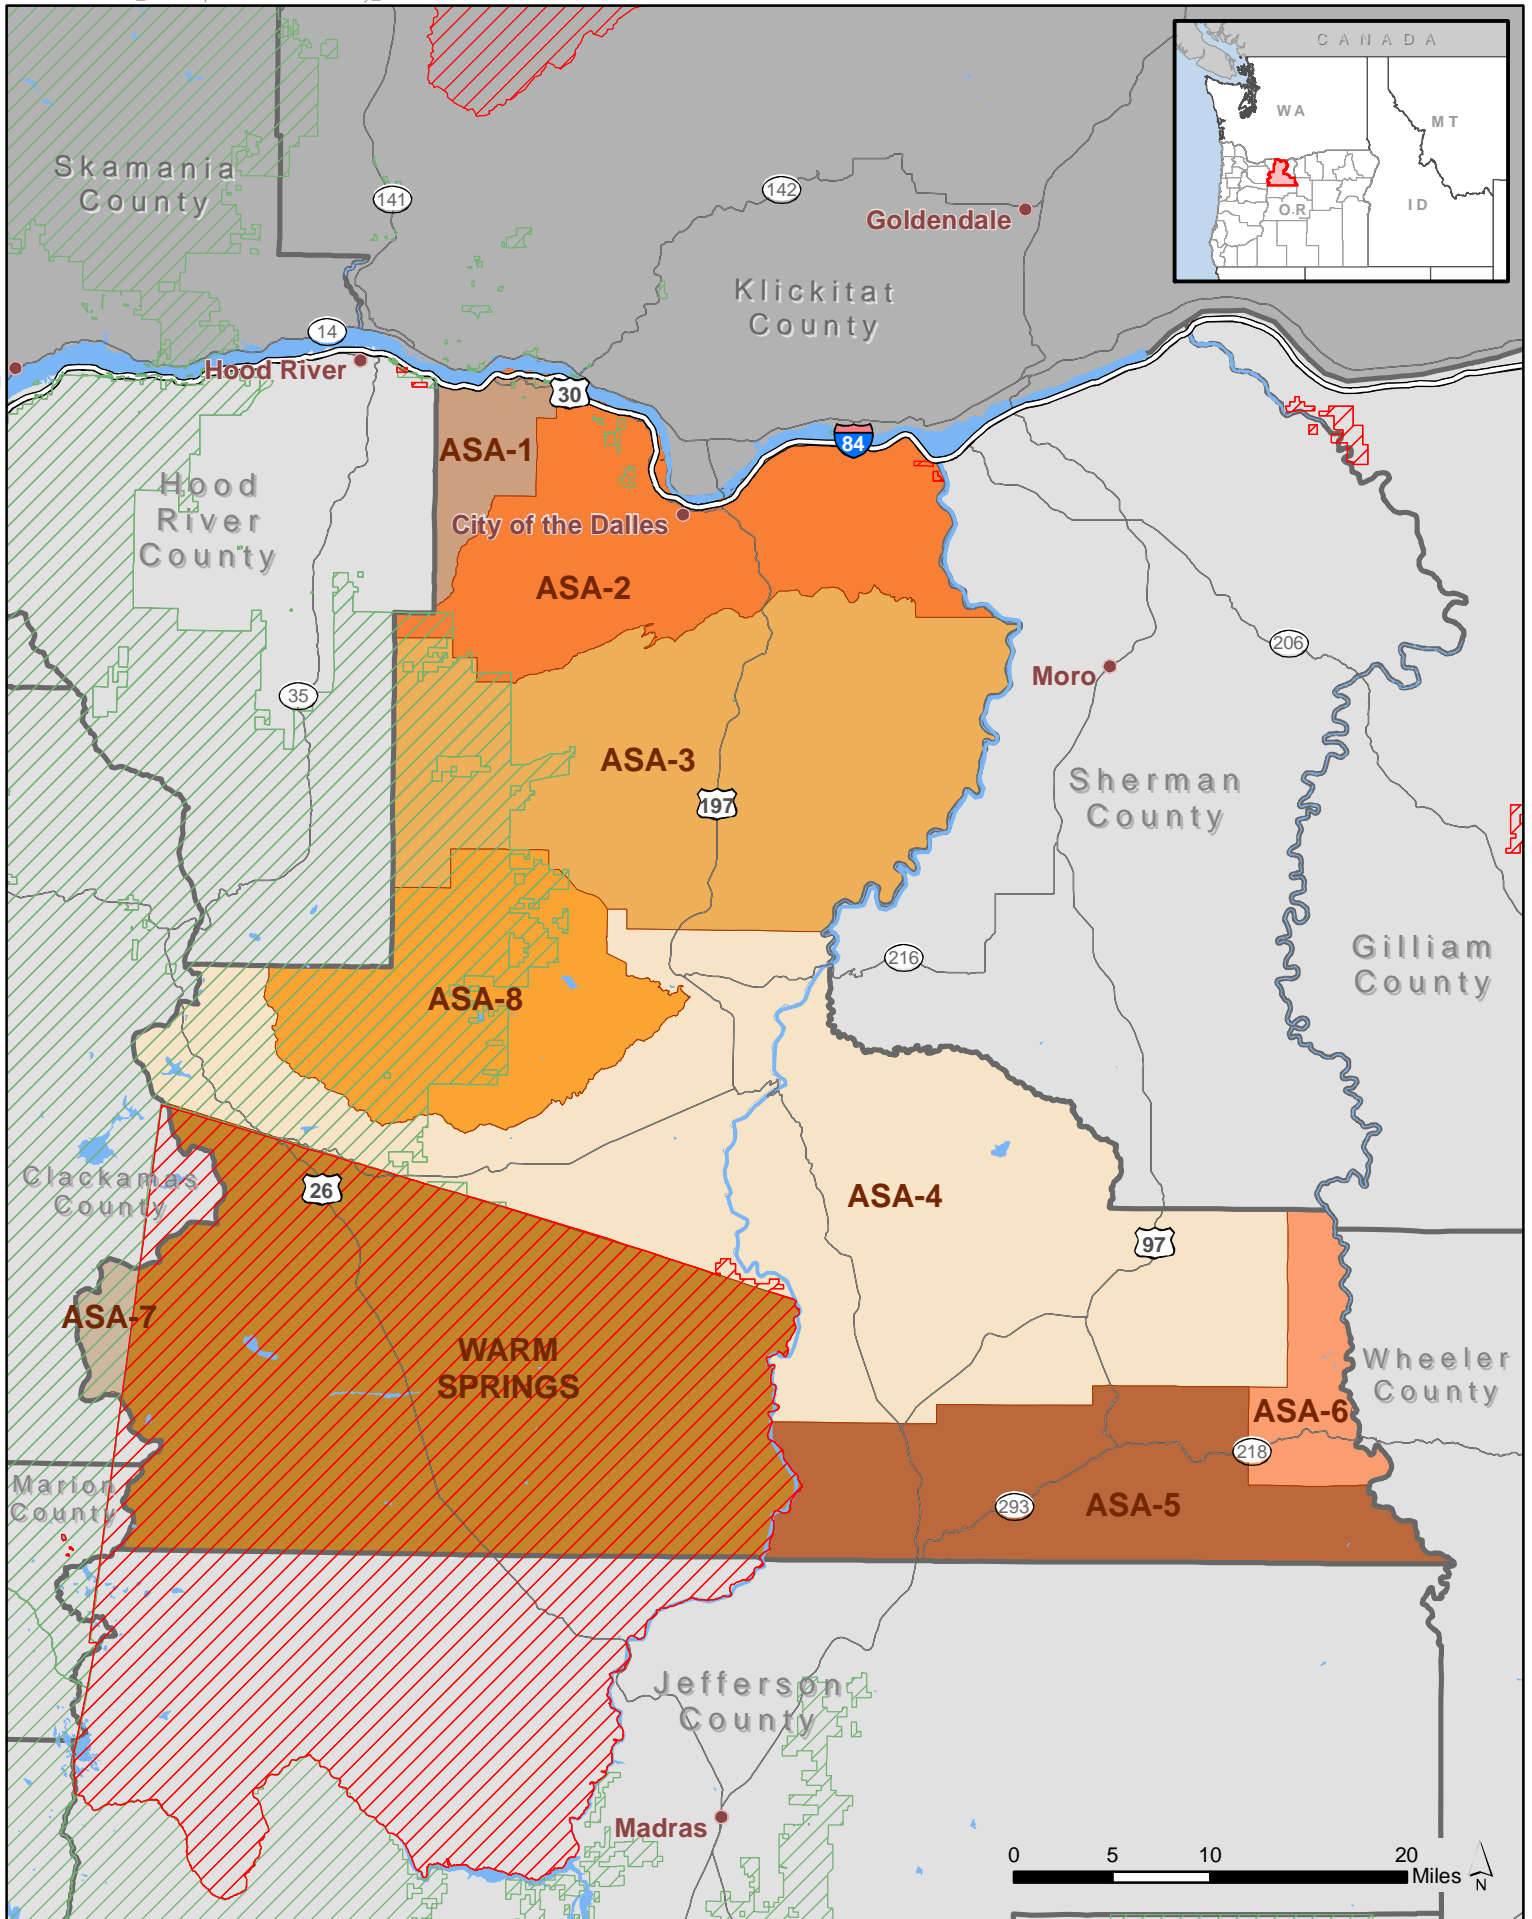 CANADA
WA
MT
OR
ID
Skamania
County
141
142
Goldendale
Klickitat
County
14
Hood River
30
84
ASA-1
Hood
River
County
City of the Dalles
ASA-2
206
Moro
35
ASA-3
197
Sherman
County
216
Gilliam
County
ASA-8
Clackamas
County
26
ASA-4
97
ASA-7
WARM
SPRINGS
Wheeler
County
ASA-6
218
Marion
County
293
ASA-5
Jefferson
County
Madras
0 5 10 20
Miles
N